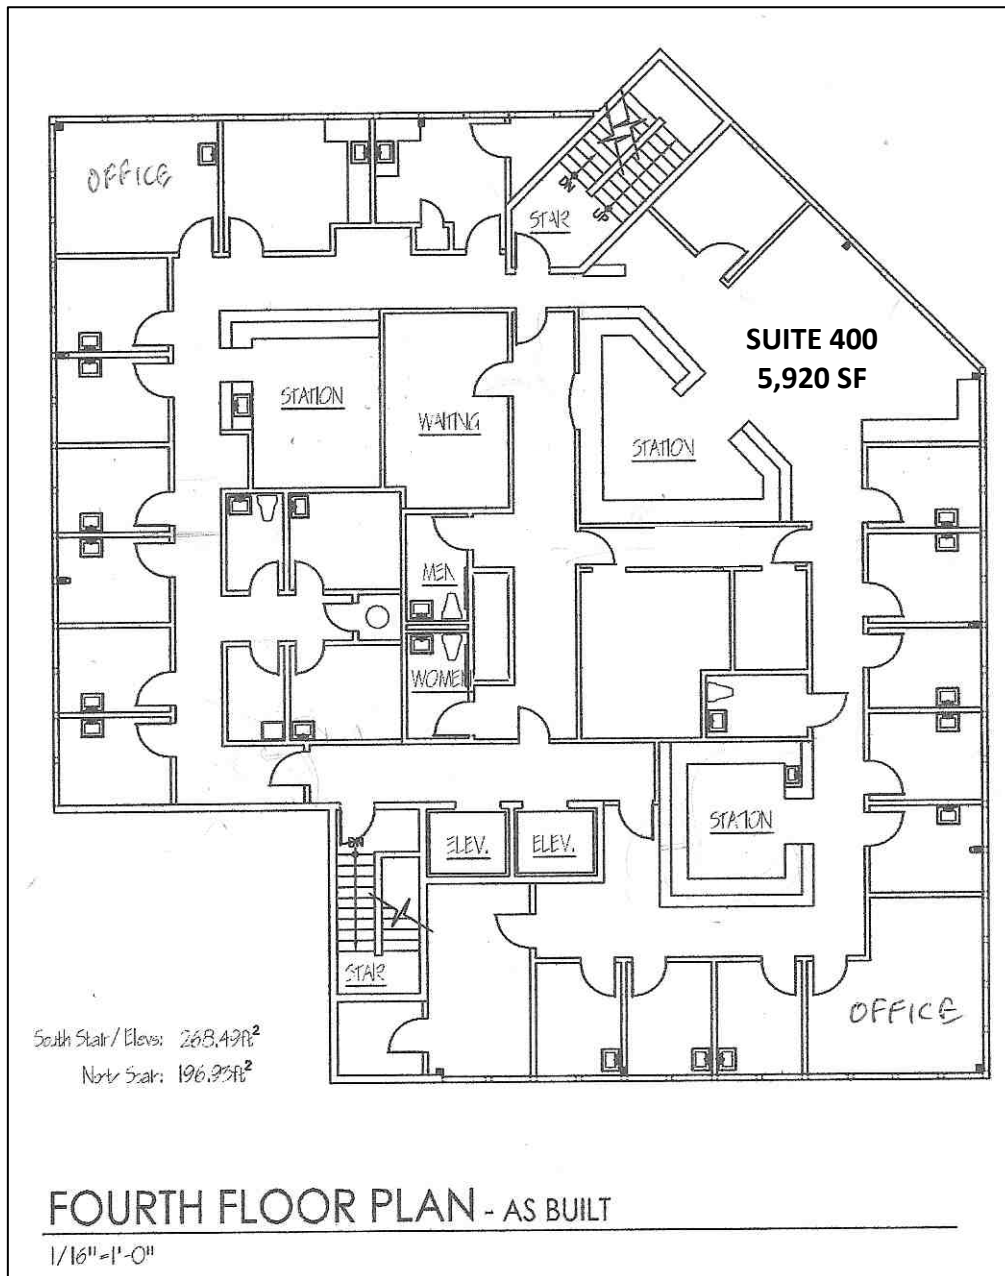 OFFICE
DN
UP
STAIR
SUITE 400
5,920 SF
STATION
WAITING
STATION
MEN
WOMEN
STATION
ELEV.
ELEV.
DN
STAIR
OFFICE
South Stair/Elevs: 268.49ft²
North Stair: 196.93ft²
FOURTH FLOOR PLAN - AS BUILT
1/16"=1'-0"